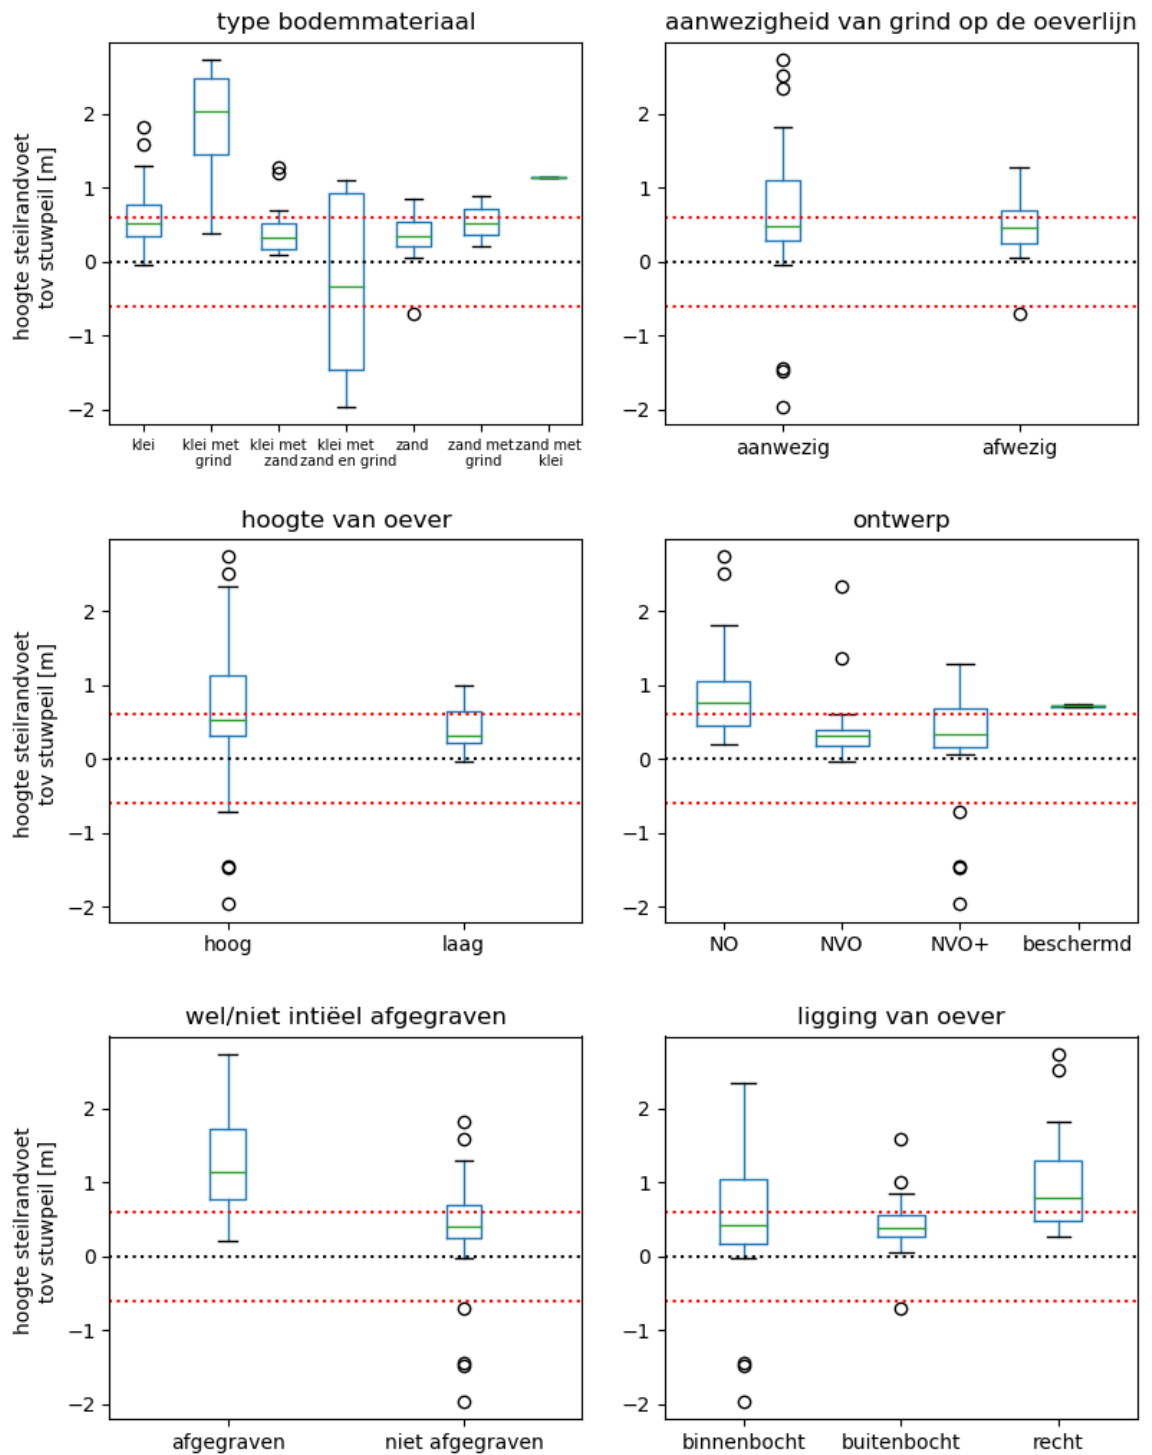 type bodemmateriaal
hoogte steilrandvoet
tov stuwpeil [m]
2
1
0
−1
−2
klei
klei met
grind
klei met
zand
klei met
zand en grind
zand
zand met
grind
zand met
klei
aanwezigheid van grind op de oeverlijn
2
1
0
−1
−2
aanwezig
afwezig
hoogte van oever
hoogte steilrandvoet
tov stuwpeil [m]
2
1
0
−1
−2
hoog
laag
ontwerp
2
1
0
−1
−2
NO
NVO
NVO+
beschermd
wel/niet intiëel afgegraven
hoogte steilrandvoet
tov stuwpeil [m]
2
1
0
−1
−2
afgegraven
niet afgegraven
ligging van oever
2
1
0
−1
−2
binnenbocht
buitenbocht
recht